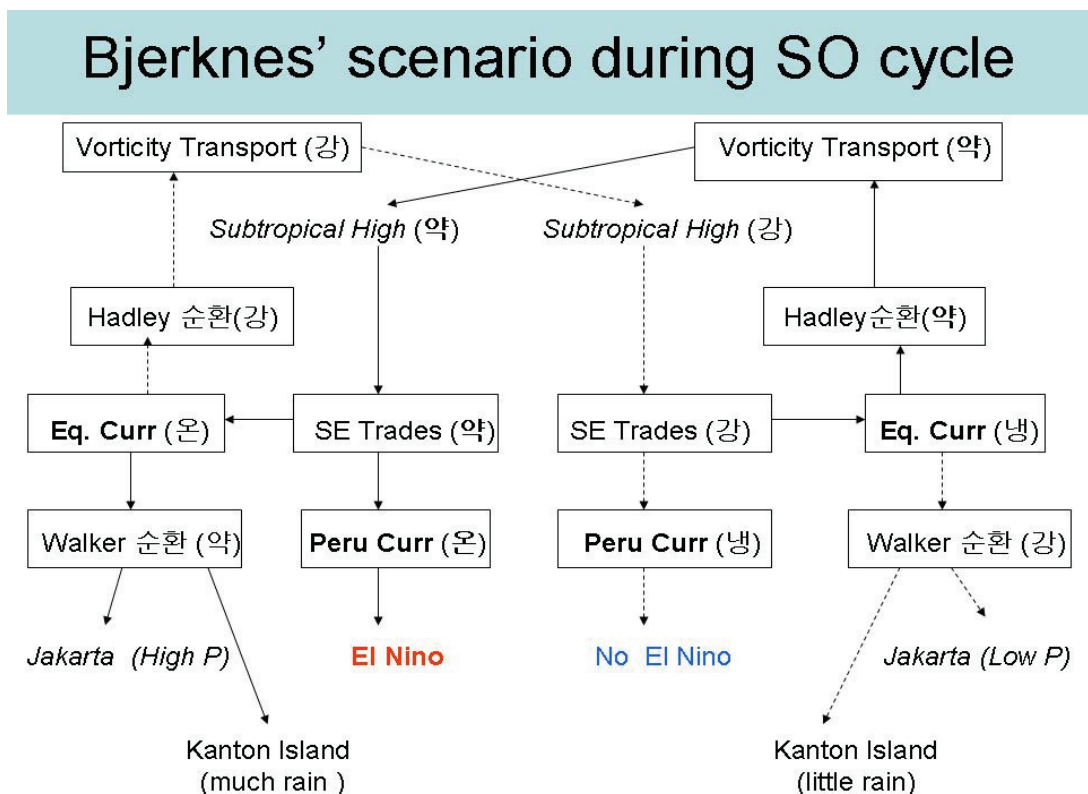 Bjerknes’ scenario during SO cycle
Vorticity Transport (강)
Vorticity Transport (약)
Subtropical High (약)
Subtropical High (강)
Hadley 순환(강)
Hadley순환(약)
Eq. Curr (온)
SE Trades (약)
SE Trades (강)
Eq. Curr (냉)
Walker 순환 (약)
Peru Curr (온)
Peru Curr (냉)
Walker 순환 (강)
Jakarta (High P)
El Nino
No El Nino
Jakarta (Low P)
Kanton Island
(much rain )
Kanton Island
(little rain)